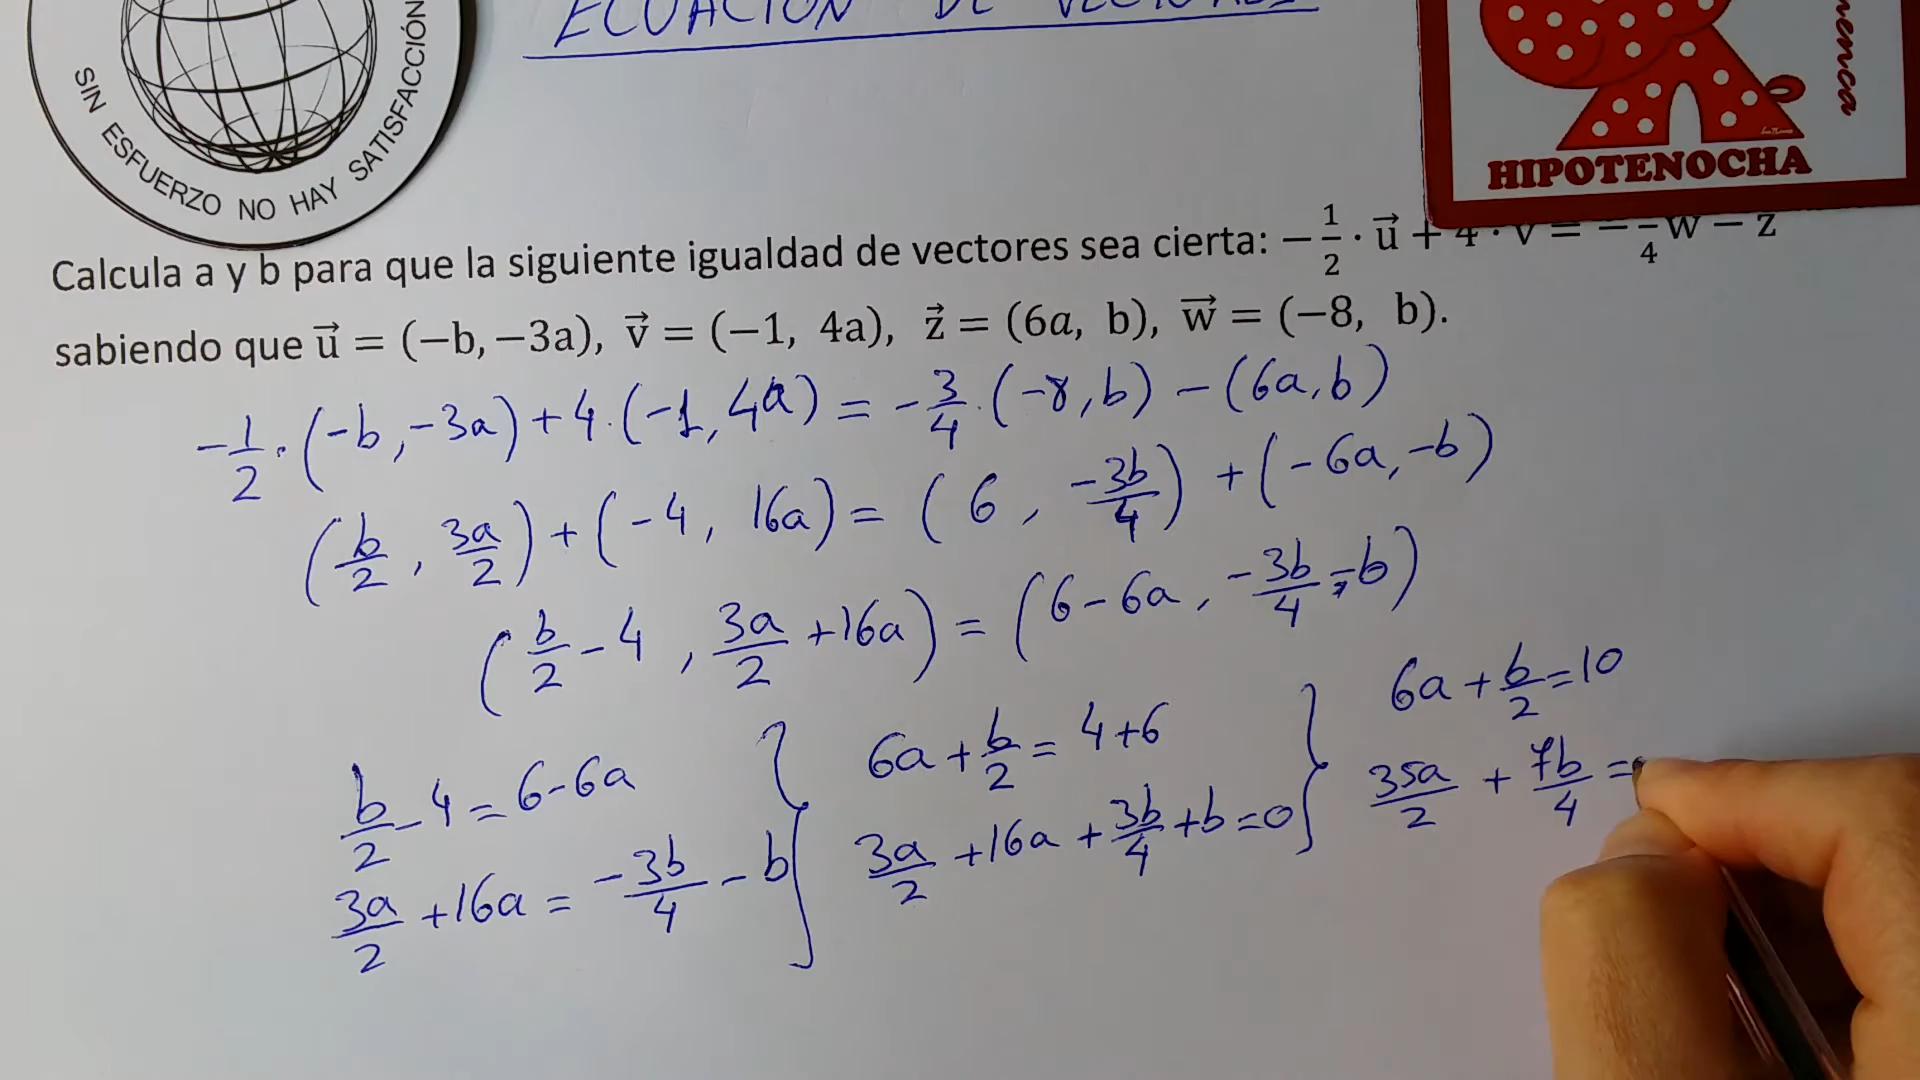 ECUACIÓN DE VECTORES
SIN ESFUERZO NO HAY SATISFACCIÓN
HIPOTENOCHA
Calcula a y b para que la siguiente igualdad de vectores sea cierta: −1/2 · u⃗ + 4 · v⃗ = −─/4 w − z
sabiendo que u⃗ = (−b, −3a), v⃗ = (−1, 4a), z⃗ = (6a, b), w⃗ = (−8, b).
−1/2 · (−b, −3a) + 4 · (−1, 4a) = −3/4 · (−8, b) − (6a, b)
(b/2, 3a/2) + (−4, 16a) = (6, −3b/4) + (−6a, −b)
(b/2 − 4, 3a/2 + 16a) = (6 − 6a, −3b/4 − b)
b/2 − 4 = 6 − 6a
3a/2 + 16a = −3b/4 − b
6a + b/2 = 4 + 6
3a/2 + 16a + 3b/4 + b = 0
6a + b/2 = 10
35a/2 + 7b/4 =